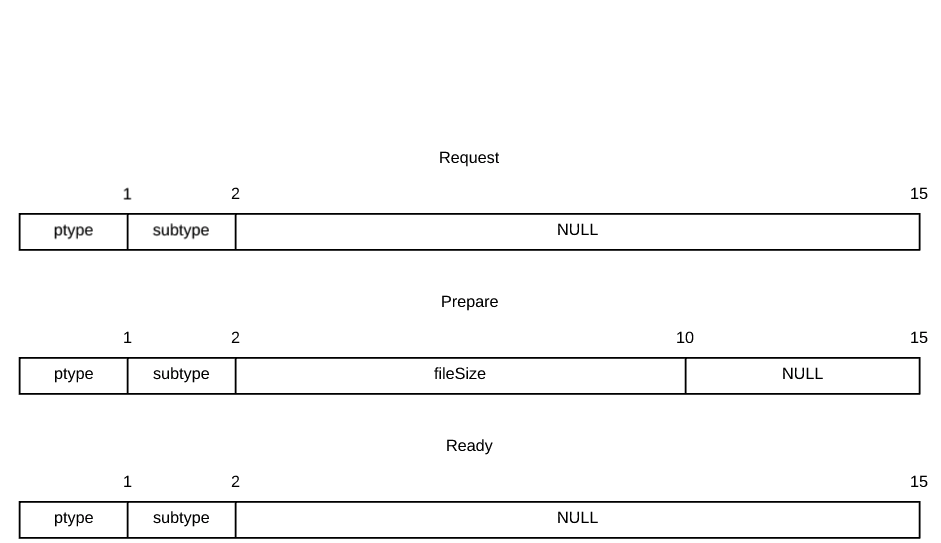 Request
1 2 15
ptype subtype NULL
Prepare
1 2 10 15
ptype subtype fileSize NULL
Ready
1 2 15
ptype subtype NULL